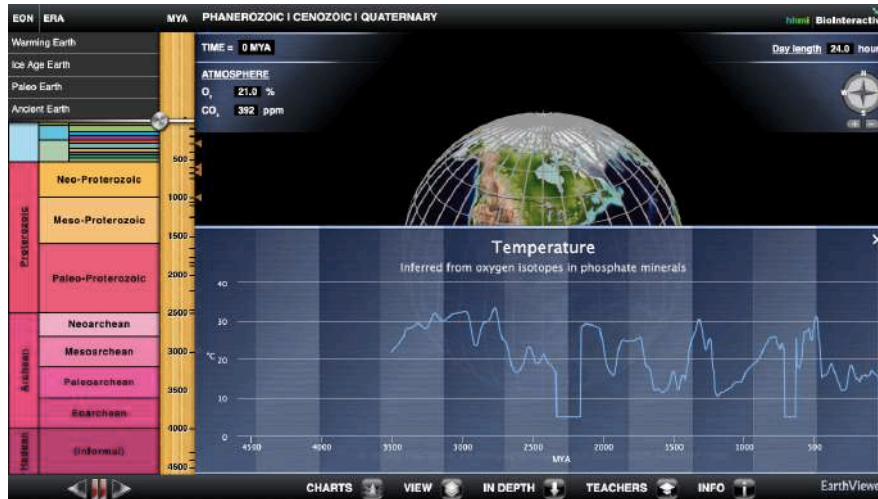 EON ERA MYA PHANEROZOIC | CENOZOIC | QUATERNARY hhmi BioInteractiv
Warming Earth
Ice Age Earth
Paleo Earth
Ancient Earth
TIME = 0 MYA
Day length 24.0 hour
ATMOSPHERE
O₂ 21.0 %
CO₂ 392 ppm
N
W
S
500
1000
1500
2000
2500
3000
3500
4000
4500
Proterozoic
Neo-Proterozoic
Meso-Proterozoic
Paleo-Proterozoic
Archean
Neoarchean
Mesoarchean
Paleoarchean
Eoarchean
Hadean
(informal)
Temperature
Inferred from oxygen isotopes in phosphate minerals
40
30
°C 20
10
0
4500 4000 3500 3000 2500 2000 1500 1000 500
MYA
CHARTS VIEW IN DEPTH TEACHERS INFO i EarthViewe